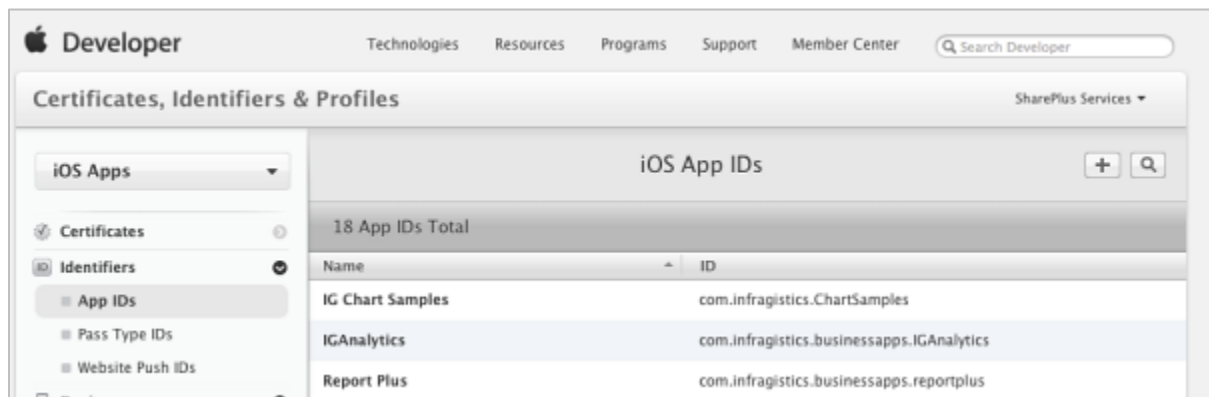 Developer Technologies Resources Programs Support Member Center Search Developer
Certificates, Identifiers & Profiles SharePlus Services
iOS Apps iOS App IDs
18 App IDs Total
Certificates
ID Identifiers Name ID
App IDs IG Chart Samples com.infragistics.ChartSamples
Pass Type IDs IGAnalytics com.infragistics.businessapps.IGAnalytics
Website Push IDs
Report Plus com.infragistics.businessapps.reportplus